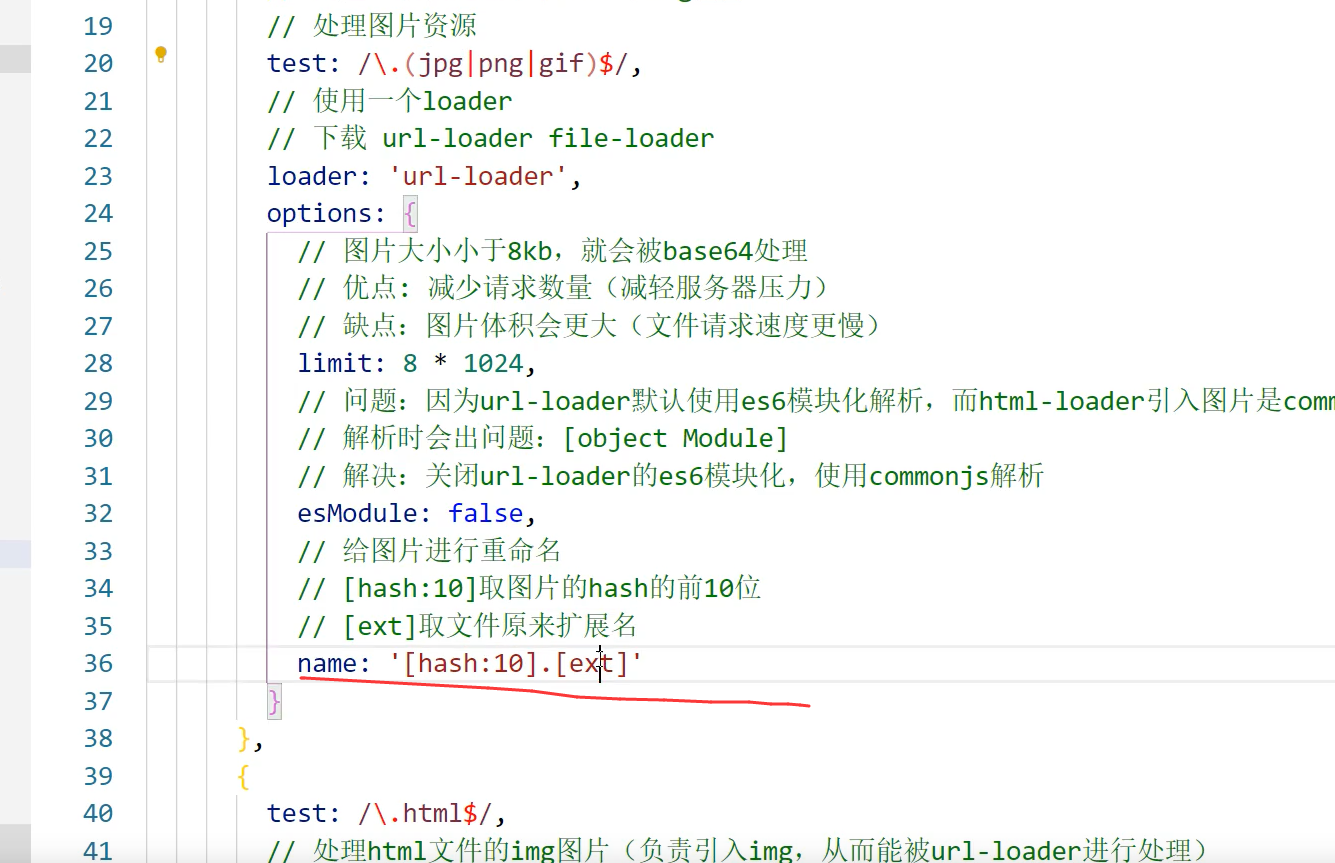 19 // 处理图片资源
20 test: /\.(jpg|png|gif)$/,
21 // 使用一个loader
22 // 下载 url-loader file-loader
23 loader: 'url-loader',
24 options: {
25 // 图片大小小于8kb，就会被base64处理
26 // 优点: 减少请求数量（减轻服务器压力）
27 // 缺点：图片体积会更大（文件请求速度更慢）
28 limit: 8 * 1024,
29 // 问题：因为url-loader默认使用es6模块化解析，而html-loader引入图片是comm
30 // 解析时会出问题：[object Module]
31 // 解决：关闭url-loader的es6模块化，使用commonjs解析
32 esModule: false,
33 // 给图片进行重命名
34 // [hash:10]取图片的hash的前10位
35 // [ext]取文件原来扩展名
36 name: '[hash:10].[ext]'
37 }
38 },
39 {
40 test: /\.html$/,
41 // 处理html文件的img图片（负责引入img，从而能被url-loader进行处理）